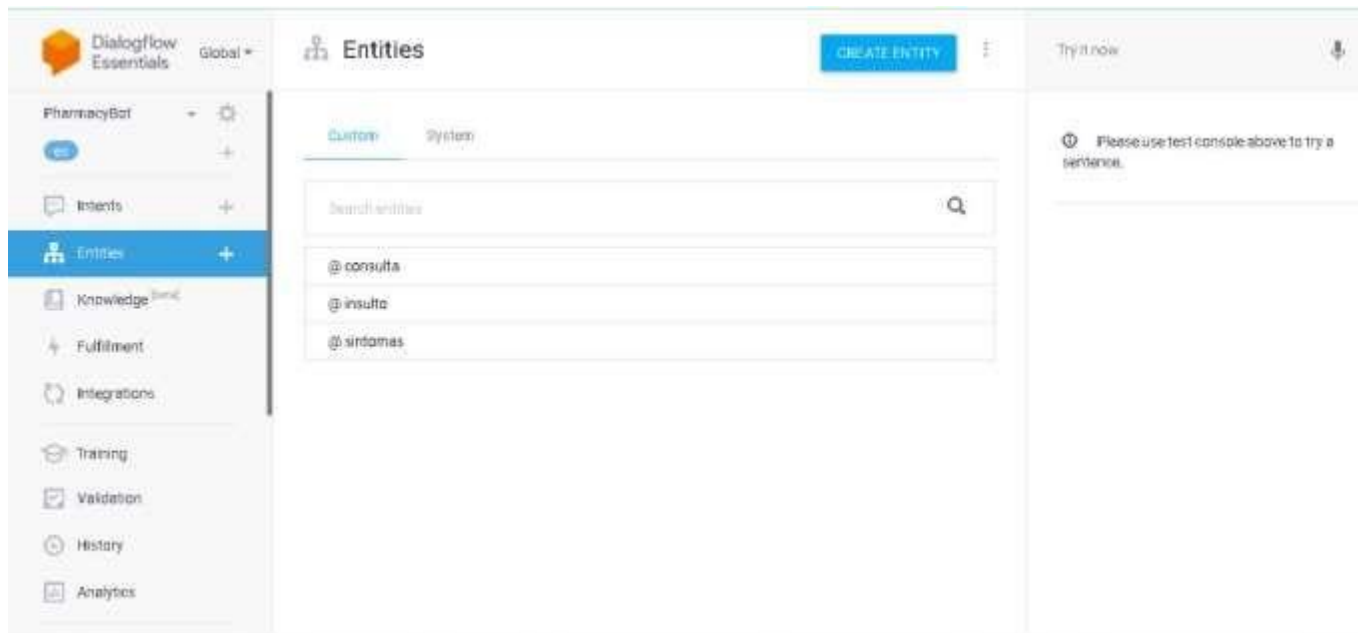 Dialogflow
Essentials
Global
Entities
CREATE ENTITY
Try it now
PharmacyBot
es
Custom
System
Please use test console above to try a
sentence.
Intents
Search entities
Entities
@ consulta
Knowledge [beta]
@ insulto
@ sintomas
Fulfillment
Integrations
Training
Validation
History
Analytics